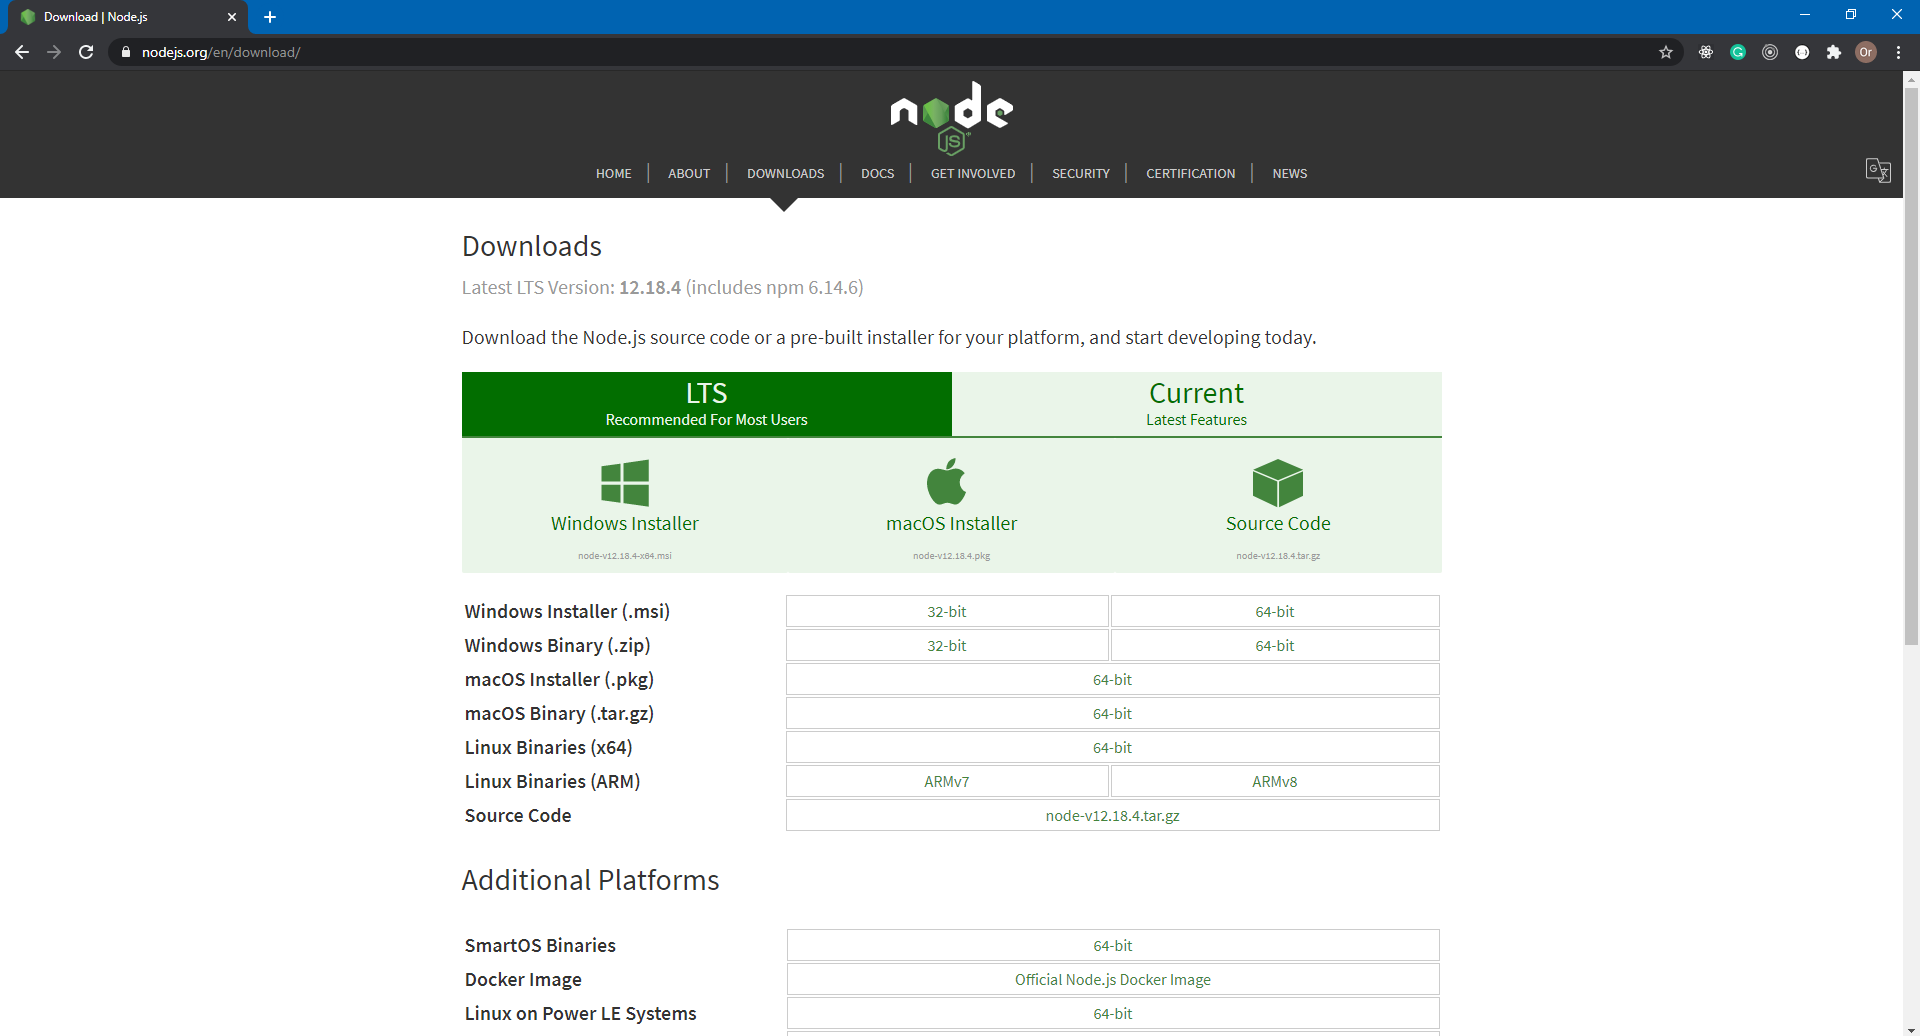 Download | Node.js
nodejs.org/en/download/
Or
node
JS
HOME ABOUT DOWNLOADS DOCS GET INVOLVED SECURITY CERTIFICATION NEWS
Downloads
Latest LTS Version: 12.18.4 (includes npm 6.14.6)
Download the Node.js source code or a pre-built installer for your platform, and start developing today.
LTS
Recommended For Most Users
Current
Latest Features
Windows Installer
node-v12.18.4-x64.msi
macOS Installer
node-v12.18.4.pkg
Source Code
node-v12.18.4.tar.gz
Windows Installer (.msi) 32-bit 64-bit
Windows Binary (.zip) 32-bit 64-bit
macOS Installer (.pkg) 64-bit
macOS Binary (.tar.gz) 64-bit
Linux Binaries (x64) 64-bit
Linux Binaries (ARM) ARMv7 ARMv8
Source Code node-v12.18.4.tar.gz
Additional Platforms
SmartOS Binaries 64-bit
Docker Image Official Node.js Docker Image
Linux on Power LE Systems 64-bit